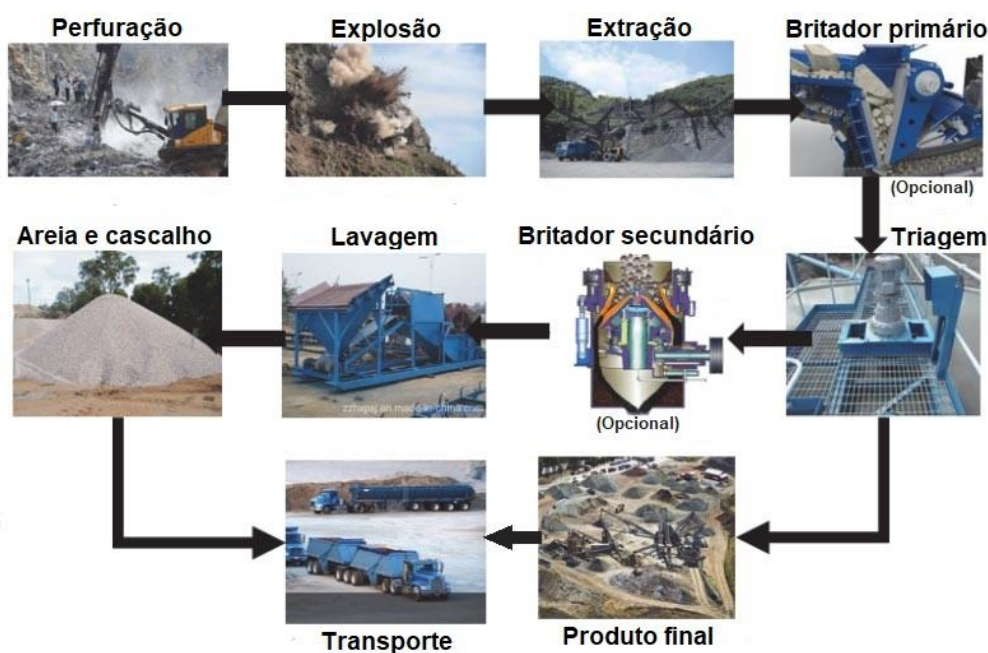 Perfuração
Explosão
Extração
Britador primário
(Opcional)
Areia e cascalho
Lavagem
Britador secundário
Triagem
(Opcional)
Transporte
Produto final